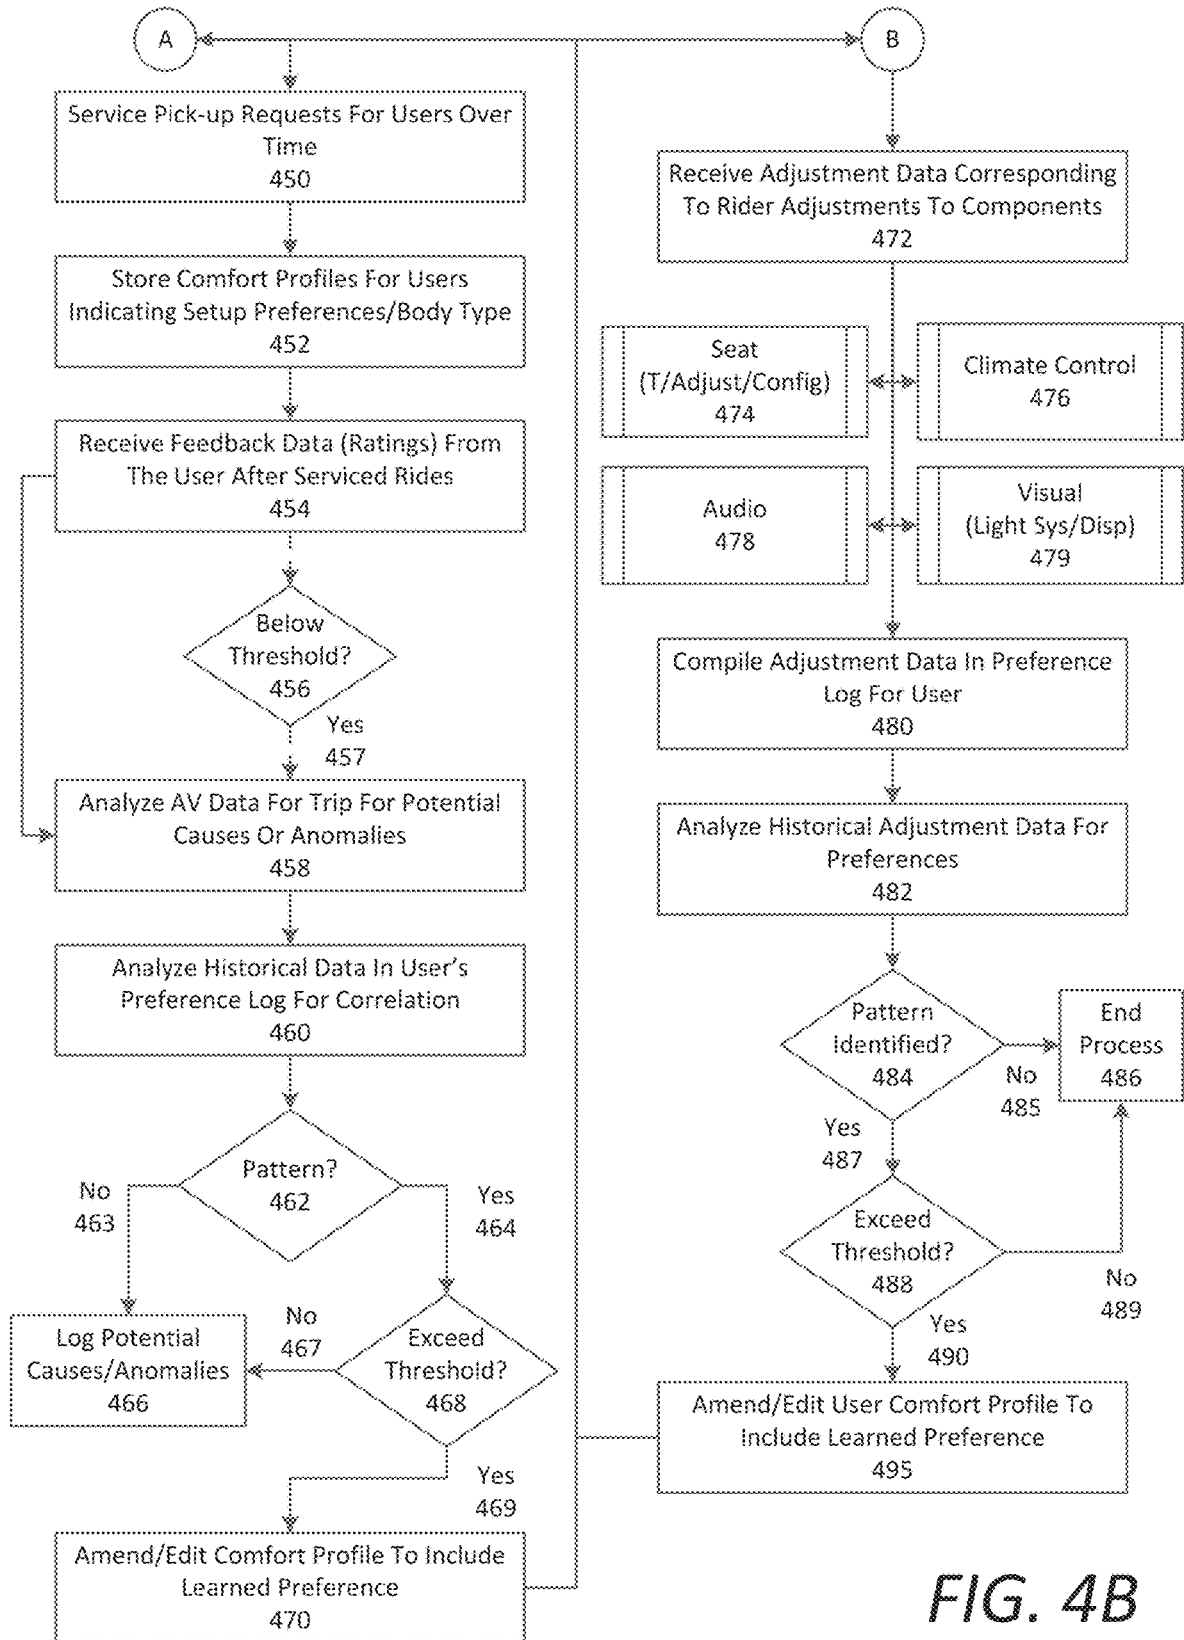 A
Service Pick-up Requests For Users Over
Time
450
Store Comfort Profiles For Users
Indicating Setup Preferences/Body Type
452
Receive Feedback Data (Ratings) From
The User After Serviced Rides
454
Below
Threshold?
456
Yes
457
Analyze AV Data For Trip For Potential
Causes Or Anomalies
458
Analyze Historical Data In User's
Preference Log For Correlation
460
Pattern?
462
No
463
Yes
464
Log Potential
Causes/Anomalies
466
No
467
Exceed
Threshold?
468
Yes
469
Amend/Edit Comfort Profile To Include
Learned Preference
470
B
Receive Adjustment Data Corresponding
To Rider Adjustments To Components
472
Seat
(T/Adjust/Config)
474
Climate Control
476
Audio
478
Visual
(Light Sys/Disp)
479
Compile Adjustment Data In Preference
Log For User
480
Analyze Historical Adjustment Data For
Preferences
482
Pattern
Identified?
484
No
485
End
Process
486
Yes
487
Exceed
Threshold?
488
No
489
Yes
490
Amend/Edit User Comfort Profile To
Include Learned Preference
495
FIG. 4B